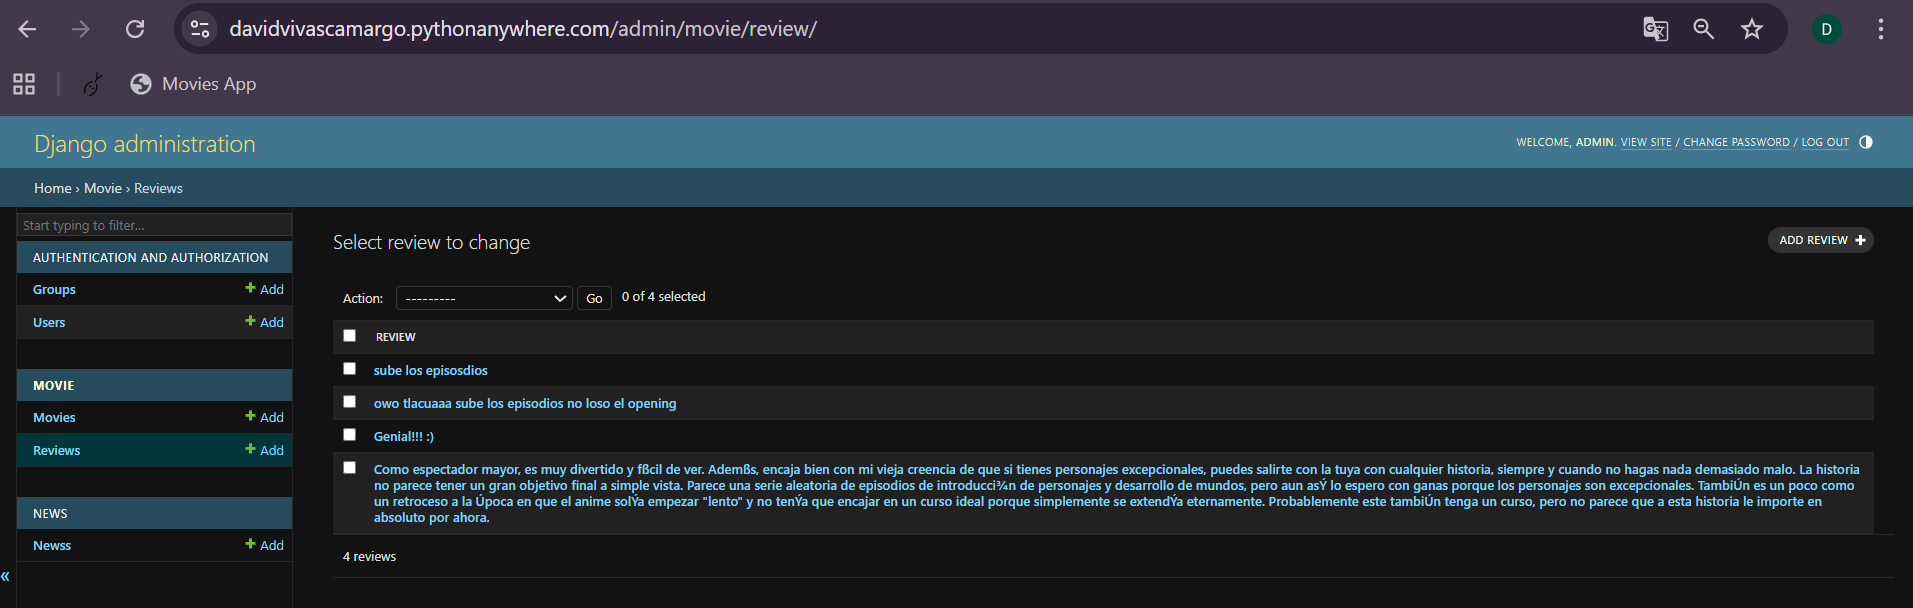 davidvivascamargo.pythonanywhere.com/admin/movie/review/
D
Movies App
Django administration
WELCOME, ADMIN. VIEW SITE / CHANGE PASSWORD / LOG OUT
Home › Movie › Reviews
Start typing to filter...
AUTHENTICATION AND AUTHORIZATION
Groups + Add
Users + Add
MOVIE
Movies + Add
Reviews + Add
NEWS
Newss + Add
«
Select review to change
ADD REVIEW +
Action: --------- Go 0 of 4 selected
REVIEW
sube los episosdios
owo tlacuaaa sube los episodios no loso el opening
Genial!!! :)
Como espectador mayor, es muy divertido y fßcil de ver. Ademßs, encaja bien con mi vieja creencia de que si tienes personajes excepcionales, puedes salirte con la tuya con cualquier historia, siempre y cuando no hagas nada demasiado malo. La historia
no parece tener un gran objetivo final a simple vista. Parece una serie aleatoria de episodios de introducci¾n de personajes y desarrollo de mundos, pero aun asÝ lo espero con ganas porque los personajes son excepcionales. TambiÚn es un poco como
un retroceso a la Úpoca en que el anime solÝa empezar "lento" y no tenÝa que encajar en un curso ideal porque simplemente se extendÝa eternamente. Probablemente este tambiÚn tenga un curso, pero no parece que a esta historia le importe en
absoluto por ahora.
4 reviews